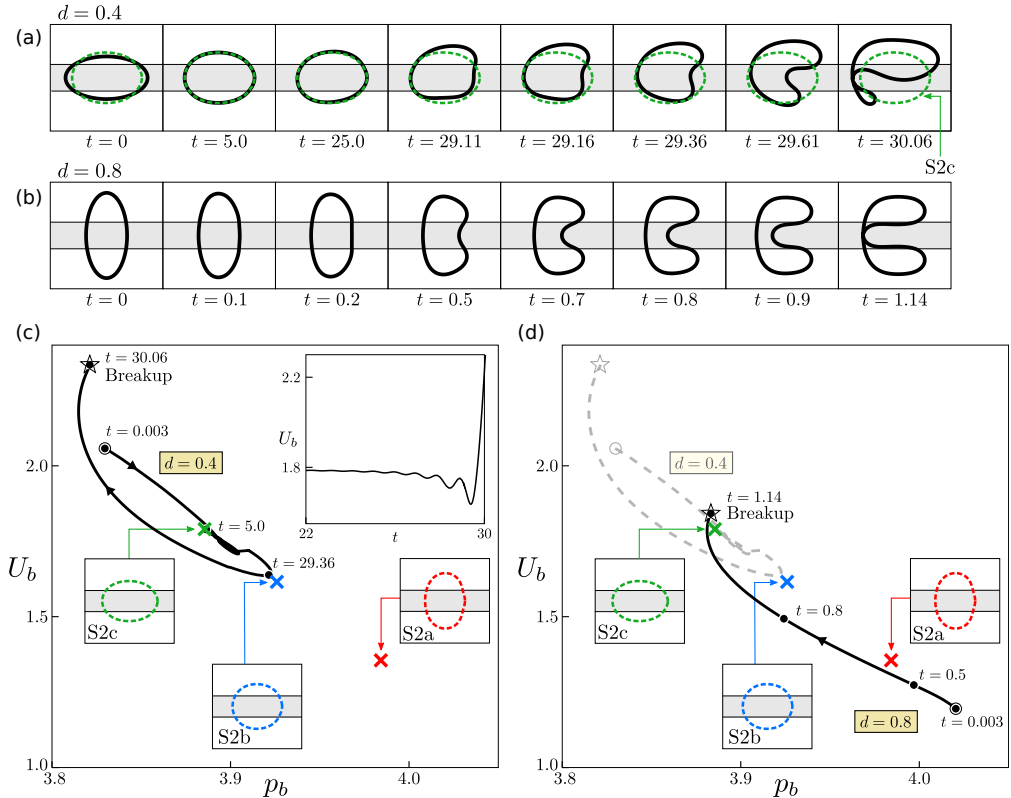 d = 0.4
(a)
t = 0 t = 5.0 t = 25.0 t = 29.11 t = 29.16 t = 29.36 t = 29.61 t = 30.06
S2c
d = 0.8
(b)
t = 0 t = 0.1 t = 0.2 t = 0.5 t = 0.7 t = 0.8 t = 0.9 t = 1.14
(c)
t = 30.06
Breakup
t = 0.003
d = 0.4
t = 5.0
t = 29.36
2.2
U_b
1.8
22 t 30
2.0
U_b
1.5
1.0
S2c
S2b
S2a
3.8 3.9 4.0
p_b
(d)
d = 0.4
t = 1.14
Breakup
t = 0.8
t = 0.5
t = 0.003
d = 0.8
2.0
U_b
1.5
1.0
S2c
S2b
S2a
3.8 3.9 4.0
p_b